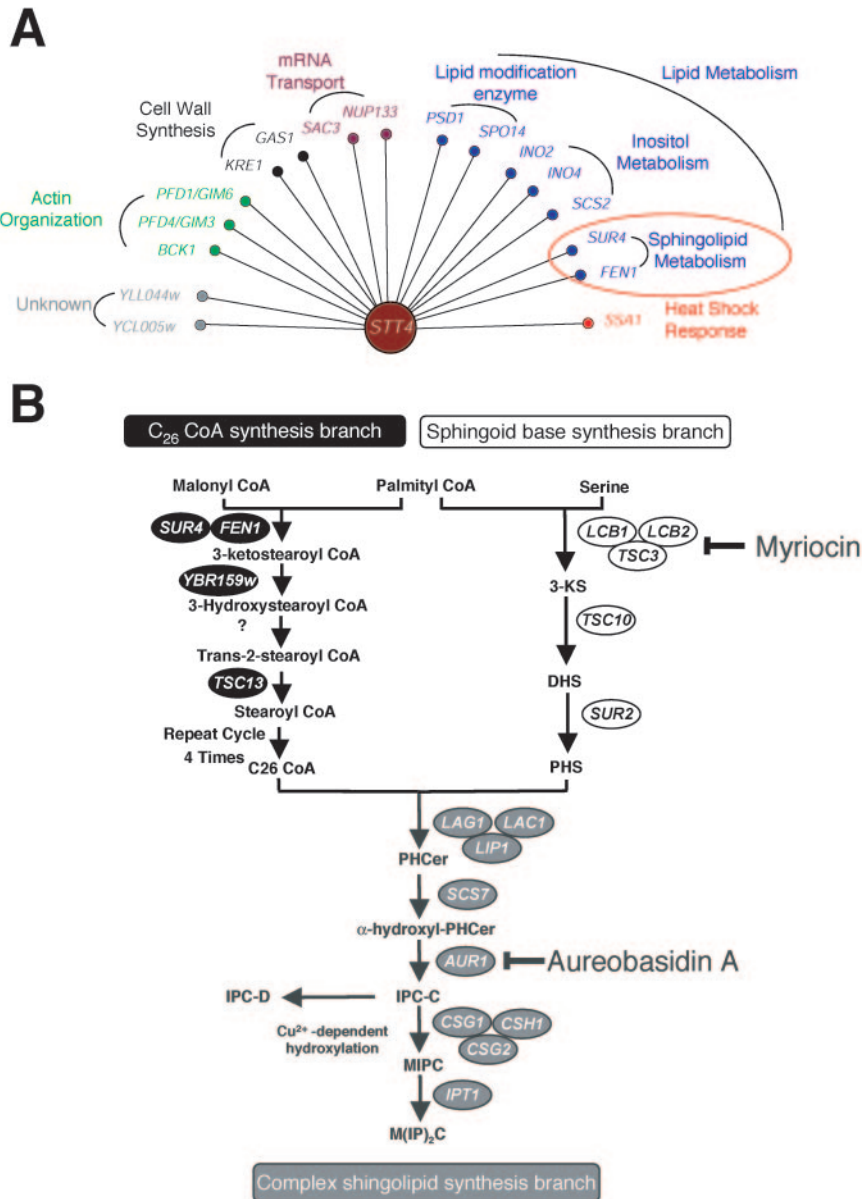 A
mRNA
Transport
Lipid modification
enzyme
Lipid Metabolism
Cell Wall
Synthesis
NUP133
SAC3
GAS1
KRE1
PSD1
SPO14
INO2
INO4
SCS2
Inositol
Metabolism
Actin
Organization
PFD1/GIM6
PFD4/GIM3
BCK1
SUR4
FEN1
Sphingolipid
Metabolism
Unknown
YLL044w
YCL005w
STT4
SSA1
Heat Shock
Response
B
C26 CoA synthesis branch
Sphingoid base synthesis branch
Malonyl CoA
Palmityl CoA
Serine
SUR4
FEN1
LCB1
LCB2
TSC3
Myriocin
3-ketostearoyl CoA
3-KS
YBR159w
3-Hydroxystearoyl CoA
?
TSC10
Trans-2-stearoyl CoA
TSC13
DHS
Stearoyl CoA
SUR2
Repeat Cycle
4 Times
C26 CoA
PHS
LAG1
LAC1
LIP1
PHCer
SCS7
α-hydroxyl-PHCer
AUR1
Aureobasidin A
IPC-D
IPC-C
Cu2+ -dependent
hydroxylation
CSG1
CSH1
CSG2
MIPC
IPT1
M(IP)2C
Complex shingolipid synthesis branch